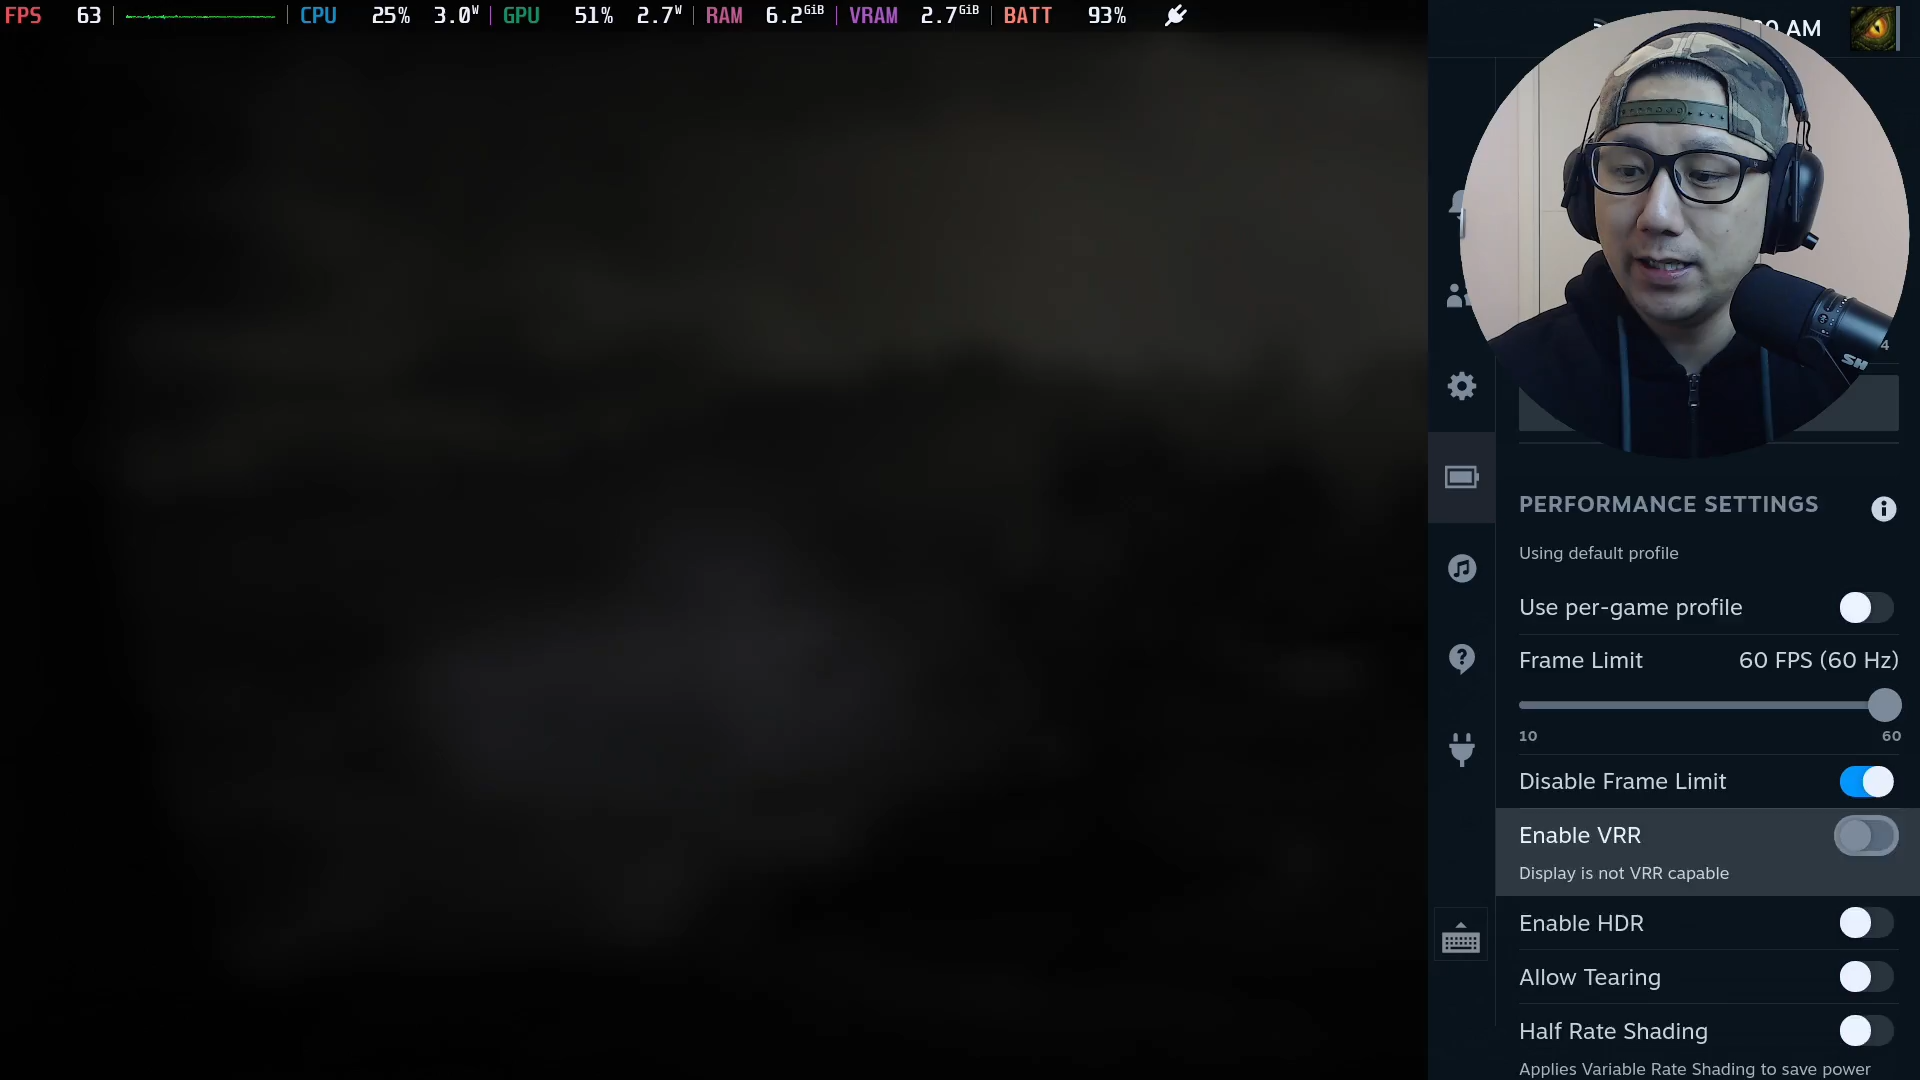 FPS 63 CPU 25% 3.0W GPU 51% 2.7W RAM 6.2GiB VRAM 2.7GiB BATT 93%
AM
4
SH
PERFORMANCE SETTINGS
Using default profile
Use per-game profile
Frame Limit 60 FPS (60 Hz)
10 60
Disable Frame Limit
Enable VRR
Display is not VRR capable
Enable HDR
Allow Tearing
Half Rate Shading
Applies Variable Rate Shading to save power